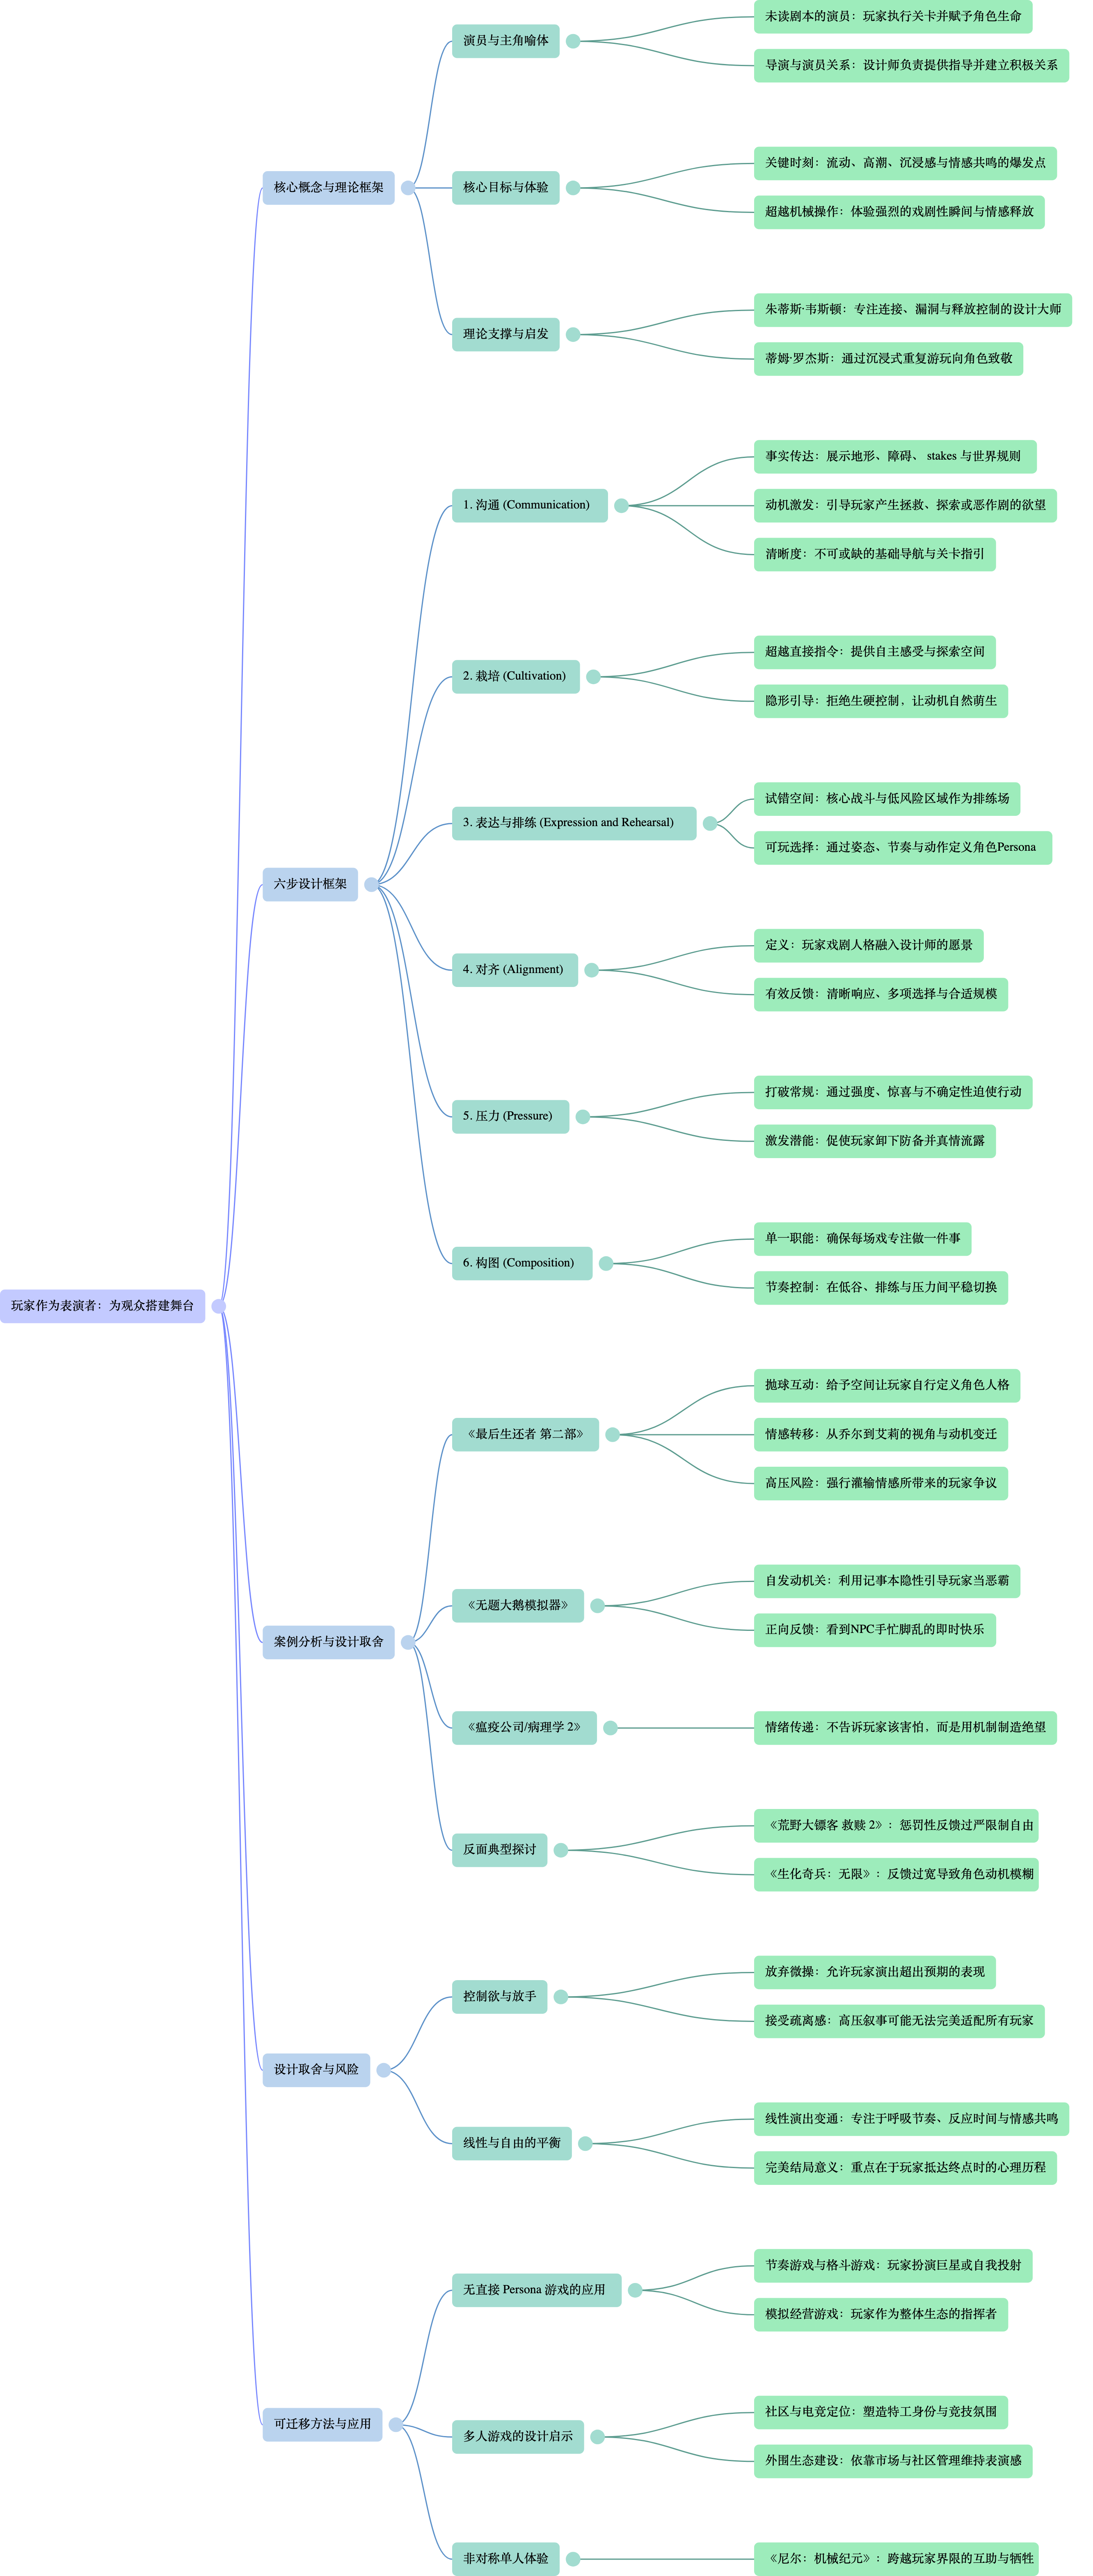 玩家作为表演者：为观众搭建舞台
核心概念与理论框架
演员与主角喻体
未读剧本的演员：玩家执行关卡并赋予角色生命
导演与演员关系：设计师负责提供指导并建立积极关系
核心目标与体验
关键时刻：流动、高潮、沉浸感与情感共鸣的爆发点
超越机械操作：体验强烈的戏剧性瞬间与情感释放
理论支撑与启发
朱蒂斯·韦斯顿：专注连接、漏洞与释放控制的设计大师
蒂姆·罗杰斯：通过沉浸式重复游玩向角色致敬
六步设计框架
1. 沟通 (Communication)
事实传达：展示地形、障碍、 stakes 与世界规则
动机激发：引导玩家产生拯救、探索或恶作剧的欲望
清晰度：不可或缺的基础导航与关卡指引
2. 栽培 (Cultivation)
超越直接指令：提供自主感受与探索空间
隐形引导：拒绝生硬控制，让动机自然萌生
3. 表达与排练 (Expression and Rehearsal)
试错空间：核心战斗与低风险区域作为排练场
可玩选择：通过姿态、节奏与动作定义角色Persona
4. 对齐 (Alignment)
定义：玩家戏剧人格融入设计师的愿景
有效反馈：清晰响应、多项选择与合适规模
5. 压力 (Pressure)
打破常规：通过强度、惊喜与不确定性迫使行动
激发潜能：促使玩家卸下防备并真情流露
6. 构图 (Composition)
单一职能：确保每场戏专注做一件事
节奏控制：在低谷、排练与压力间平稳切换
案例分析与设计取舍
《最后生还者 第二部》
抛球互动：给予空间让玩家自行定义角色人格
情感转移：从乔尔到艾莉的视角与动机变迁
高压风险：强行灌输情感所带来的玩家争议
《无题大鹅模拟器》
自发动机关：利用记事本隐性引导玩家当恶霸
正向反馈：看到NPC手忙脚乱的即时快乐
《瘟疫公司/病理学 2》
情绪传递：不告诉玩家该害怕，而是用机制制造绝望
反面典型探讨
《荒野大镖客 救赎 2》：惩罚性反馈过严限制自由
《生化奇兵：无限》：反馈过宽导致角色动机模糊
设计取舍与风险
控制欲与放手
放弃微操：允许玩家演出超出预期的表现
接受疏离感：高压叙事可能无法完美适配所有玩家
线性与自由的平衡
线性演出变通：专注于呼吸节奏、反应时间与情感共鸣
完美结局意义：重点在于玩家抵达终点时的心理历程
可迁移方法与应用
无直接 Persona 游戏的应用
节奏游戏与格斗游戏：玩家扮演巨星或自我投射
模拟经营游戏：玩家作为整体生态的指挥者
多人游戏的设计启示
社区与电竞定位：塑造特工身份与竞技氛围
外围生态建设：依靠市场与社区管理维持表演感
非对称单人体验
《尼尔：机械纪元》：跨越玩家界限的互助与牺牲